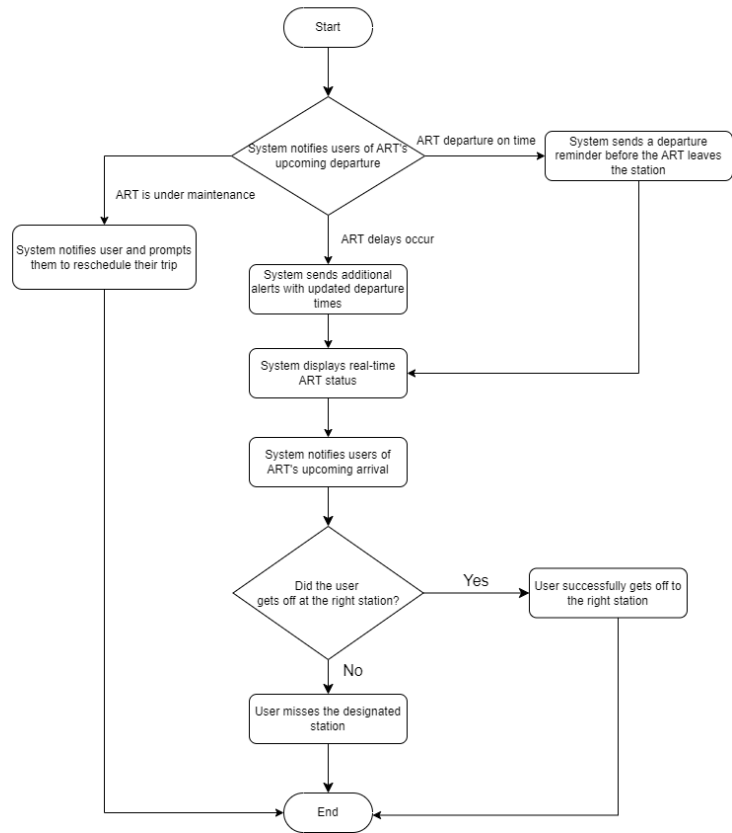 Start
System notifies users of ART's
upcoming departure
ART departure on time
System sends a departure
reminder before the ART leaves
the station
ART is under maintenance
System notifies user and prompts
them to reschedule their trip
ART delays occur
System sends additional
alerts with updated departure
times
System displays real-time
ART status
System notifies users of
ART's upcoming arrival
Did the user
gets off at the right station?
Yes
User successfully gets off to
the right station
No
User misses the designated
station
End